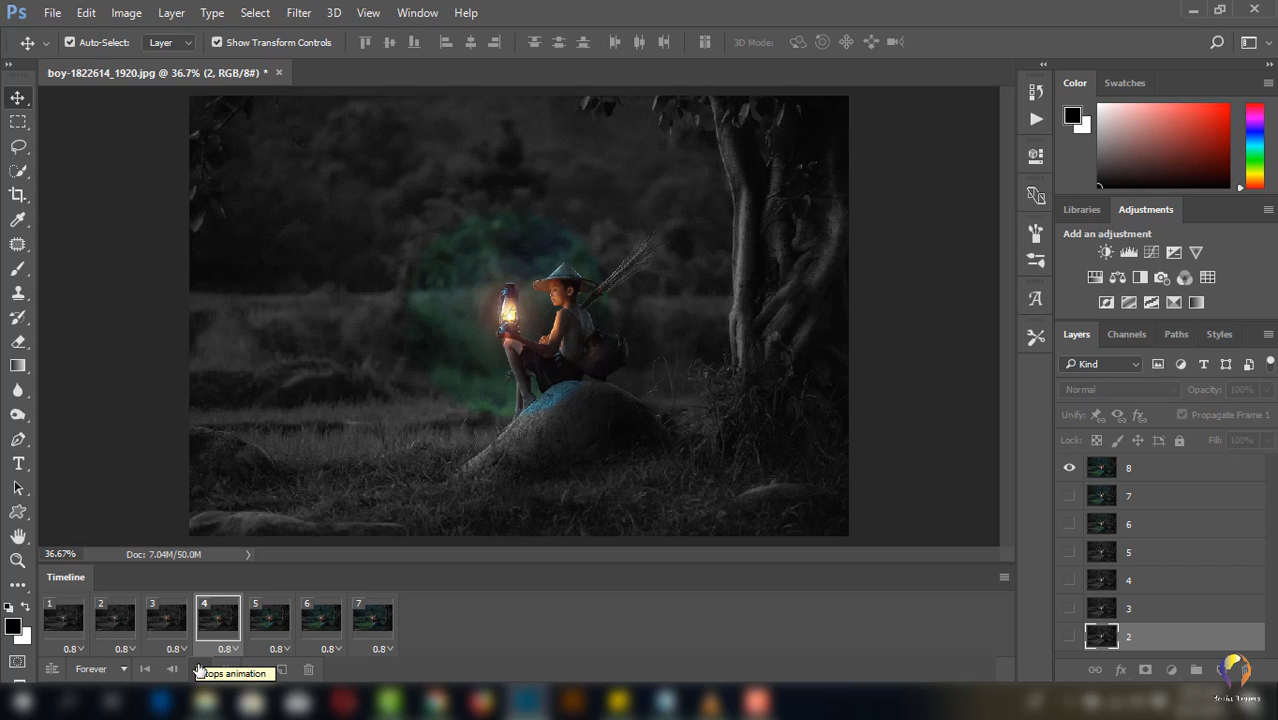 Ps File Edit Image Layer Type Select Filter 3D View Window Help
Auto-Select: Layer Show Transform Controls 3D Mode:
boy-1822614_1920.jpg @ 36.7% (2, RGB/8#) * ×
Color Swatches
Libraries Adjustments
Add an adjustment
Layers Channels Paths Styles
Kind
Normal Opacity: 100%
Unify: Propagate Frame 1
Lock: Fill: 100%
8
7
6
5
4
3
2
36.67% Doc: 7.04M/50.0M
Timeline
1 2 3 4 5 6 7
0.8 0.8 0.8 0.8 0.8 0.8 0.8
Forever
tops animation